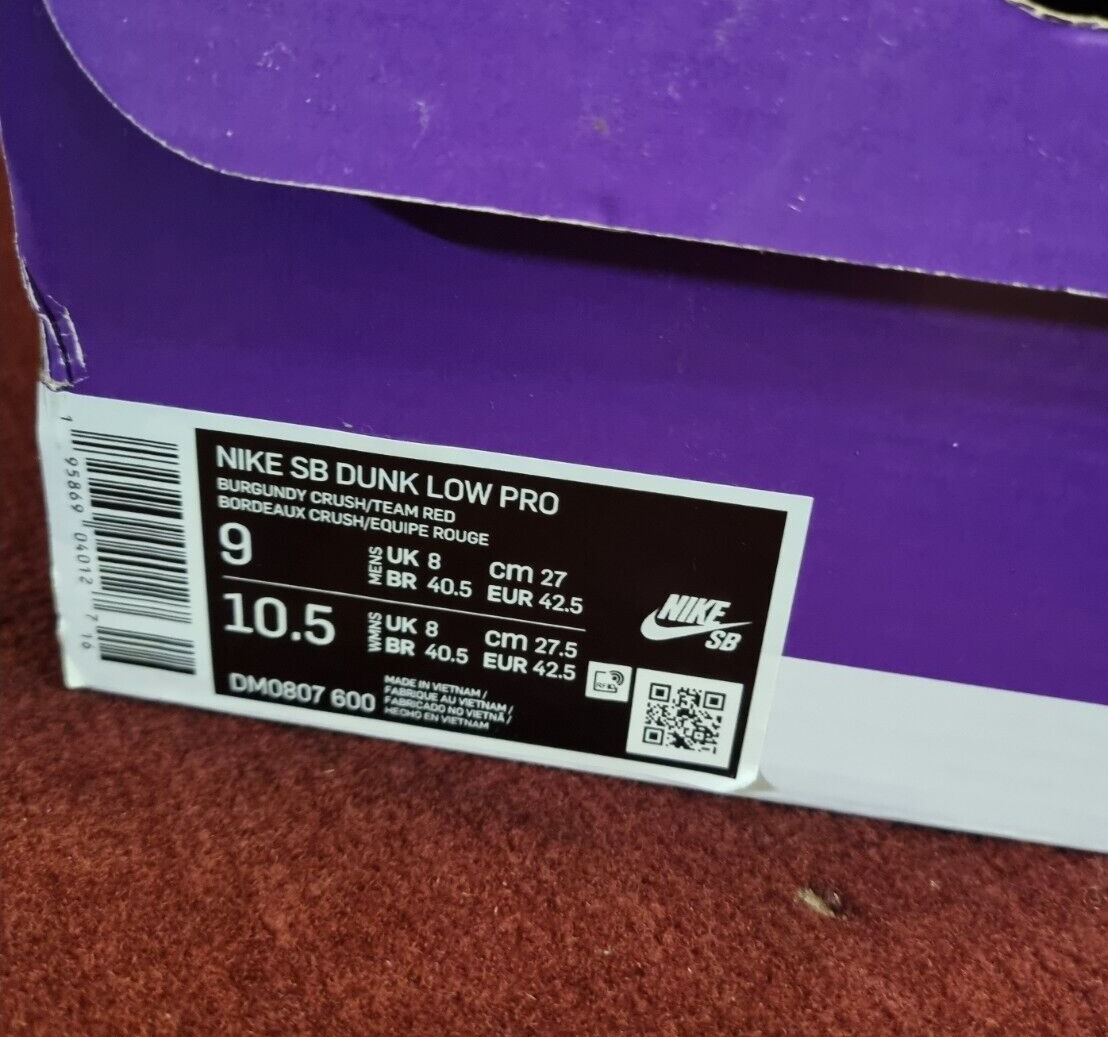 NIKE SB DUNK LOW PRO
BURGUNDY CRUSH/TEAM RED
BORDEAUX CRUSH/EQUIPE ROUGE
9
MENS
UK 8 cm 27
BR 40.5 EUR 42.5
10.5
WMNS
UK 8 cm 27.5
BR 40.5 EUR 42.5
DM0807 600
MADE IN VIETNAM /
FABRIQUE AU VIETNAM /
FABRICADO NO VIETNÃ /
HECHO EN VIETNAM
NIKE
SB
1 95869 04012 7 10